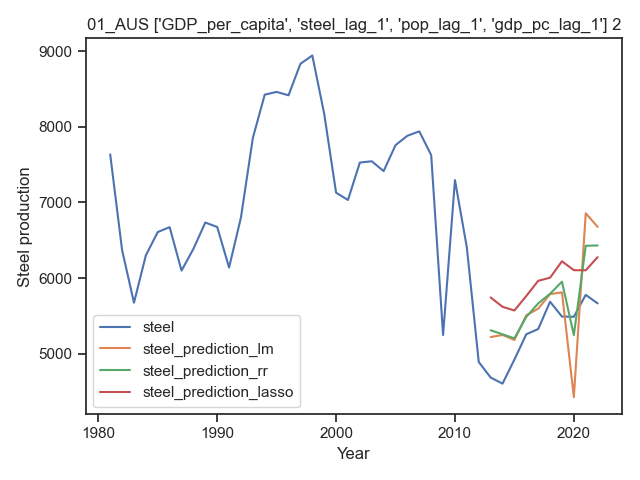 01_AUS ['GDP_per_capita', 'steel_lag_1', 'pop_lag_1', 'gdp_pc_lag_1'] 2
9000
8000
7000
6000
5000
Steel production
steel
steel_prediction_lm
steel_prediction_rr
steel_prediction_lasso
1980
1990
2000
2010
2020
Year